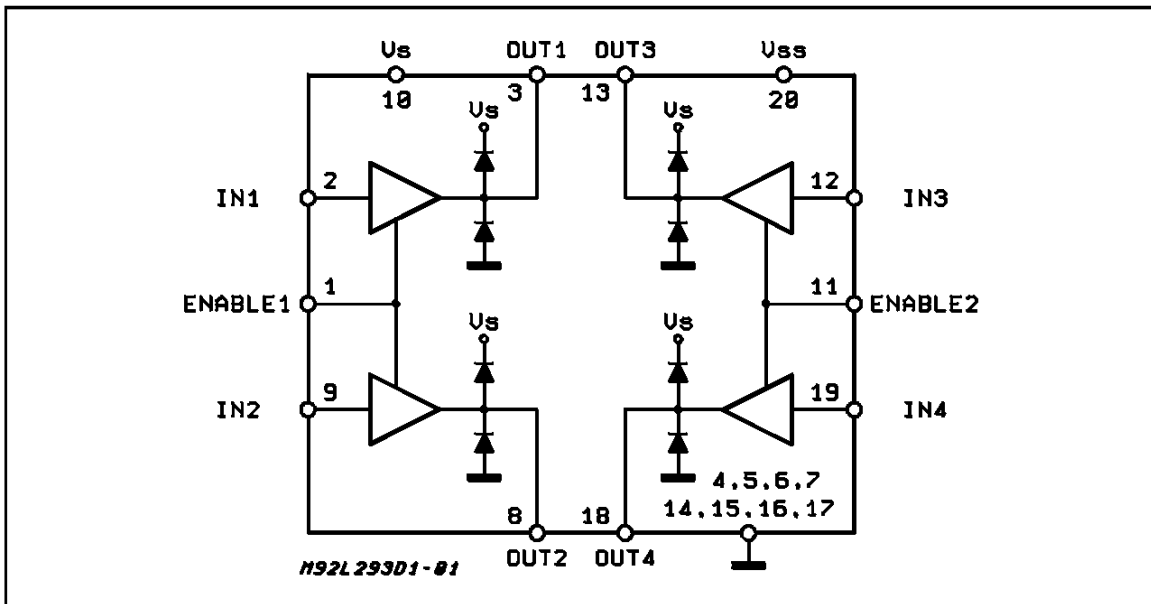 Vs OUT1 OUT3 Vss
10 3 13 20
Vs Vs
IN1 2 12 IN3
ENABLE1 1 11 ENABLE2
Vs Vs
IN2 9 19 IN4
4,5,6,7
8 18 14,15,16,17
OUT2 OUT4
M92L293D1-01